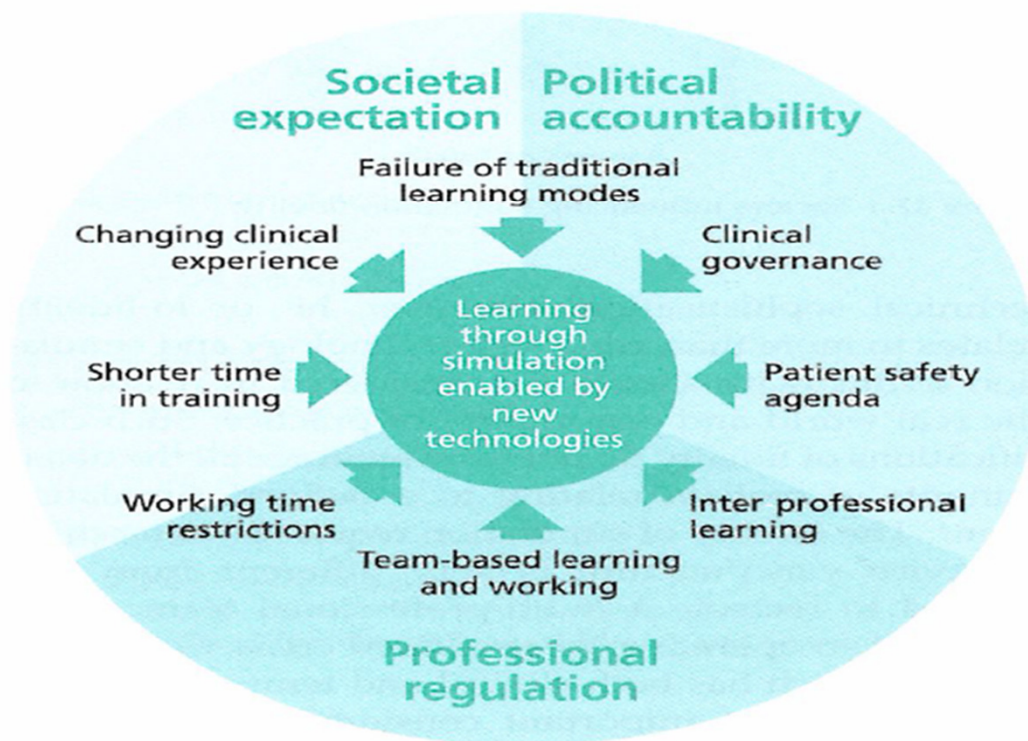 Societal
expectation
Political
accountability
Failure of traditional
learning modes
Changing clinical
experience
Clinical
governance
Learning
through
simulation
enabled by
new
technologies
Shorter time
in training
Patient safety
agenda
Working time
restrictions
Inter professional
learning
Team-based learning
and working
Professional
regulation